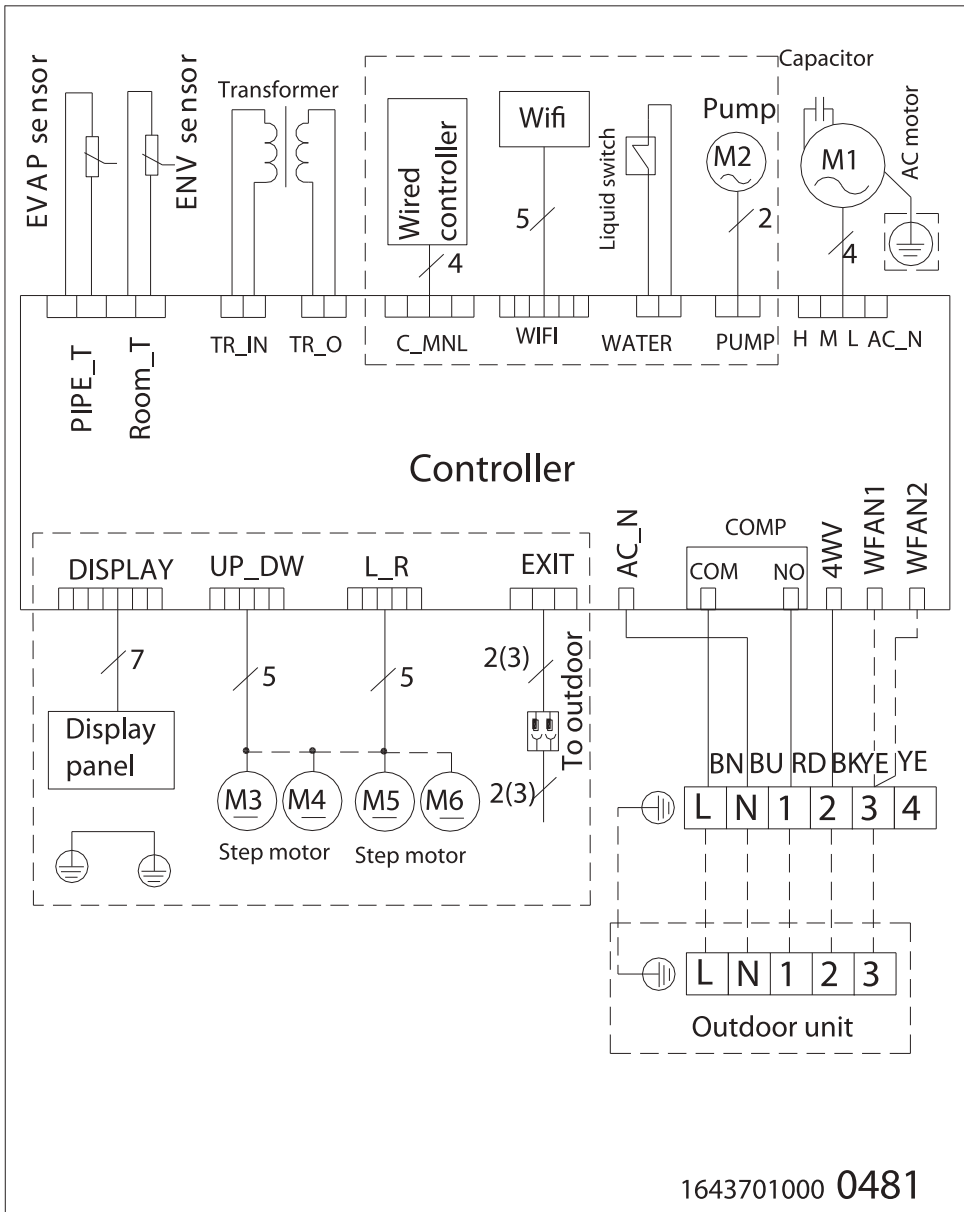 EVAP sensor
ENV sensor
Transformer
Wired
controller
Wifi
Liquid switch
Pump
M2
Capacitor
M1
AC motor
4
5
2
4
PIPE_T
Room_T
TR_IN
TR_O
C_MNL
WIFI
WATER
PUMP
H M L AC_N
Controller
DISPLAY
UP_DW
L_R
EXIT
AC_N
COMP
COM
NO
4WV
WFAN1
WFAN2
7
5
5
2(3)
To outdoor
2(3)
Display
panel
M3
M4
M5
M6
Step motor
Step motor
BN BU RD BK YE YE
L N 1 2 3 4
L N 1 2 3
Outdoor unit
1643701000 0481